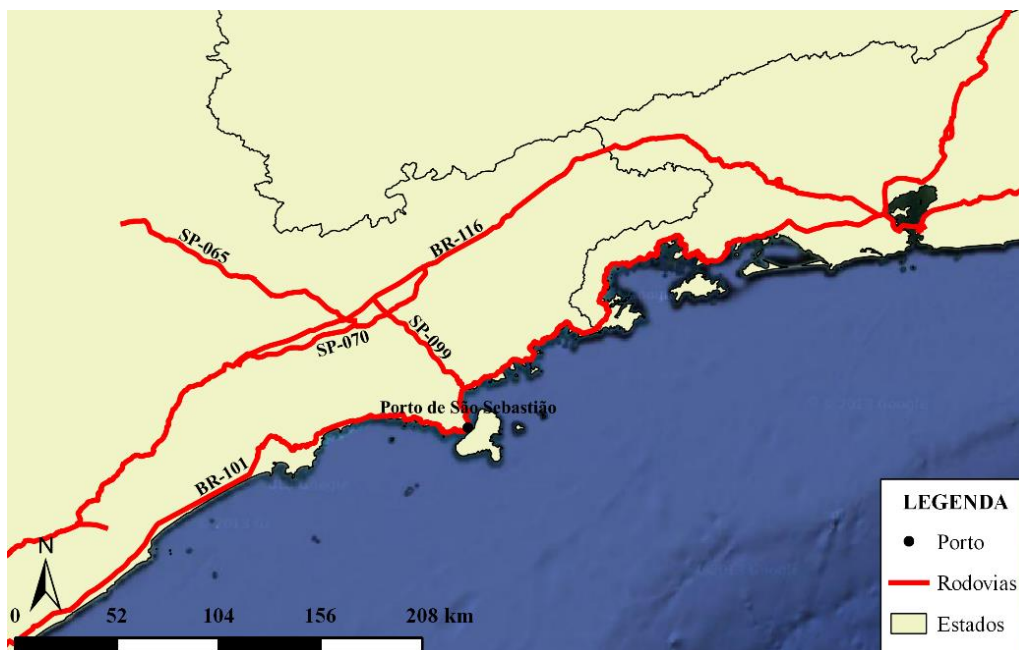 SP-065
BR-116
SP-070
SP-099
Porto de São Sebastião
BR-101
N
0 52 104 156 208 km
LEGENDA
Porto
Rodovias
Estados